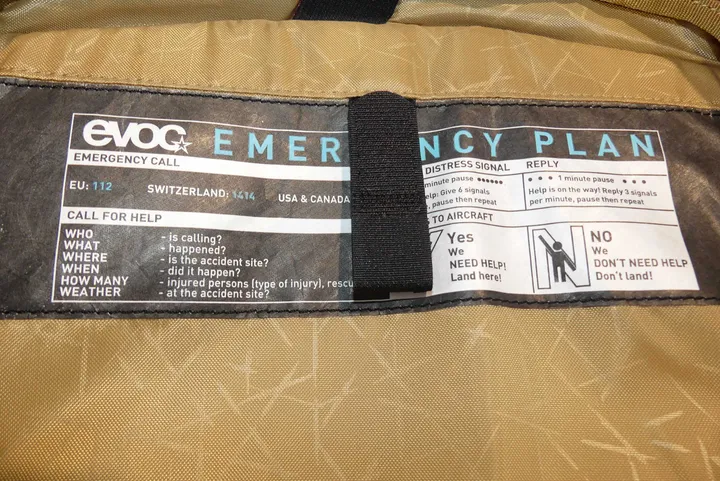 evoc EMER NCY PLAN
EMERGENCY CALL
EU: 112 SWITZERLAND: 1414 USA & CANADA
CALL FOR HELP
WHO - is calling?
WHAT - happened?
WHERE - is the accident site?
WHEN - did it happen?
HOW MANY - injured persons (type of injury), rescu
WEATHER - at the accident site?
DISTRESS SIGNAL
minute pause
elp: Give 6 signals
, pause then repeat
REPLY
1 minute pause
Help is on the way! Reply 3 signals
per minute, pause then repeat
TO AIRCRAFT
Yes
We
NEED HELP!
Land here!
NO
We
DON'T NEED HELP
Don't land!